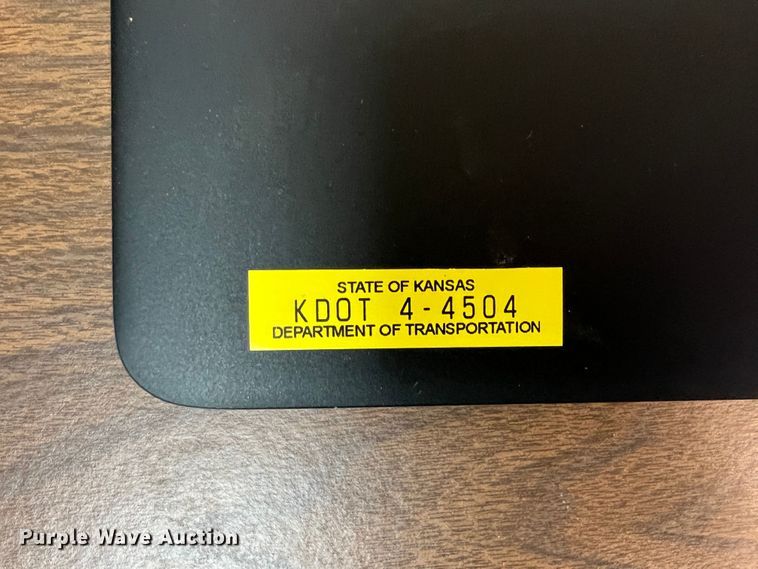 STATE OF KANSAS
KDOT 4-4504
DEPARTMENT OF TRANSPORTATION
Purple Wave Auction